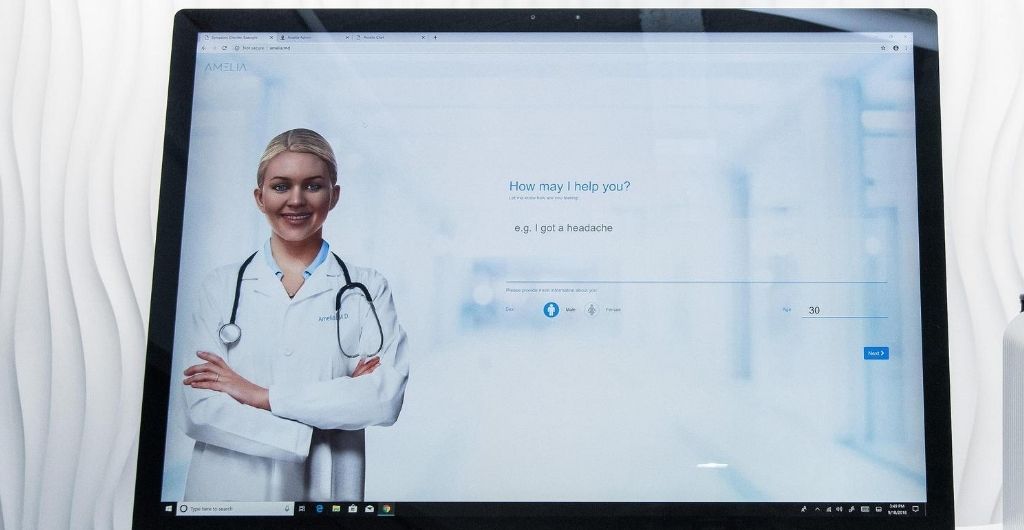 Symptom Checker Example
Amelia Admin
Amelia Chat
Not secure | amelia.md
AMELIA
How may I help you?
Let me know how are you feeling!
e.g. I got a headache
Please provide more information about you
Sex
Male
Female
Age
30
Next
Amelia M.D.
Type here to search
3:49 PM
9/18/2018